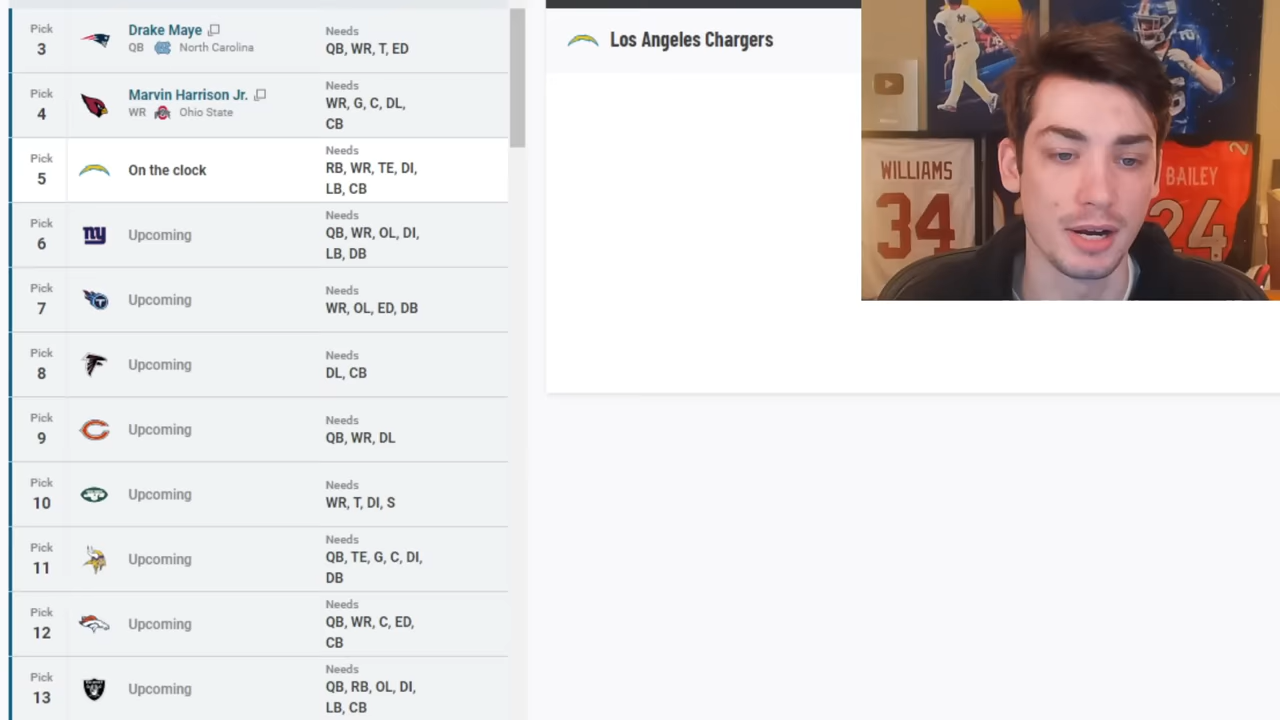 Pick
3
Drake Maye
QB North Carolina
Needs
QB, WR, T, ED
Pick
4
Marvin Harrison Jr.
WR Ohio State
Needs
WR, G, C, DL,
CB
Pick
5
On the clock
Needs
RB, WR, TE, DI,
LB, CB
Pick
6
ny
Upcoming
Needs
QB, WR, OL, DI,
LB, DB
Pick
7
Upcoming
Needs
WR, OL, ED, DB
Pick
8
Upcoming
Needs
DL, CB
Pick
9
Upcoming
Needs
QB, WR, DL
Pick
10
Upcoming
Needs
WR, T, DI, S
Pick
11
Upcoming
Needs
QB, TE, G, C, DI,
DB
Pick
12
Upcoming
Needs
QB, WR, C, ED,
CB
Pick
13
Upcoming
Needs
QB, RB, OL, DI,
LB, CB
Los Angeles Chargers
WILLIAMS
34
BAILEY
24
2